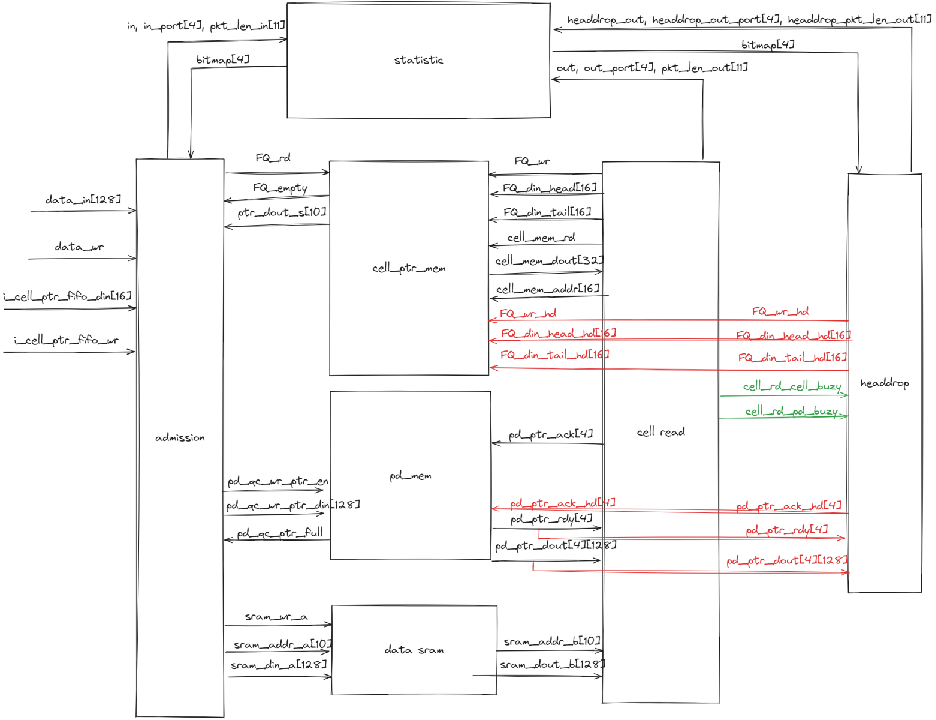 in, in_port[4], pkt_len_in[11]
headdrop_out, headdrop_out_port[4], headdrop_pkt_len_out[11]
bitmap[4]
bitmap[4]
statistic
out, out_port[4], pkt_len_out[11]
FQ_rd
FQ_wr
FQ_empty
FQ_din_head[16]
data_in[128]
ptr_dout_s[10]
FQ_din_tail[16]
data_wr
cell_mem_rd
cell_ptr_mem
cell_mem_dout[32]
i_cell_ptr_fifo_din[16]
cell_mem_addr[16]
FQ_wr_hd
FQ_wr_hd
i_cell_ptr_fifo_wr
FQ_din_head_hd[16]
FQ_din_head_hd[16]
FQ_din_tail_hd[16]
FQ_din_tail_hd[16]
headdrop
cell_rd_cell_buzy
cell_rd_pd_buzy
admission
pd_ptr_ack[4]
cell read
pd_mem
pd_qc_wr_ptr_en
pd_qc_wr_ptr_din[128]
pd_ptr_ack_hd[4]
pd_ptr_ack_hd[4]
pd_ptr_rdy[4]
pd_qc_ptr_full
pd_ptr_rdy[4]
pd_ptr_dout[4][128]
pd_ptr_dout[4][128]
sram_wr_a
sram_addr_a[10]
data sram
sram_addr_b[10]
sram_din_a[128]
sram_dout_b[128]